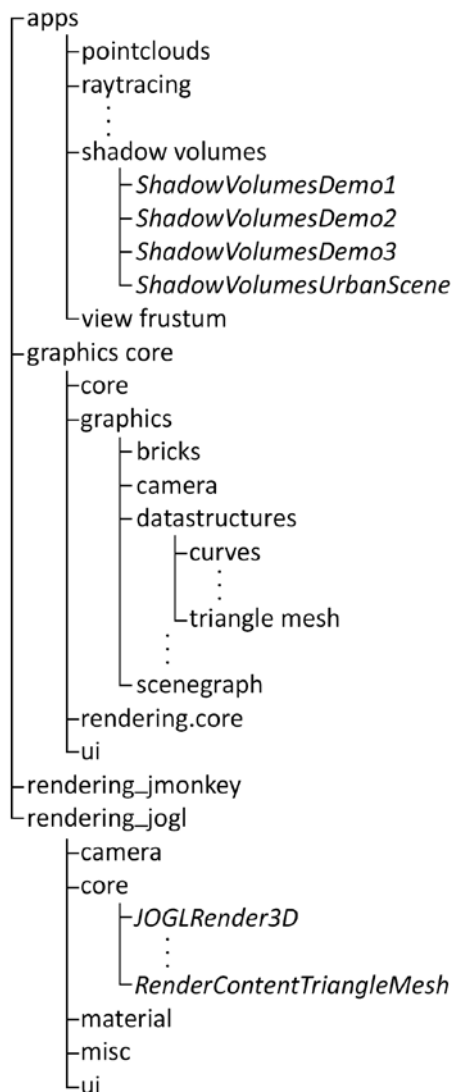 apps
pointclouds
raytracing
shadow volumes
ShadowVolumesDemo1
ShadowVolumesDemo2
ShadowVolumesDemo3
ShadowVolumesUrbanScene
view frustum
graphics core
core
graphics
bricks
camera
datastructures
curves
triangle mesh
scenegraph
rendering.core
ui
rendering_jmonkey
rendering_jogl
camera
core
JOGLRender3D
RenderContentTriangleMesh
material
misc
ui